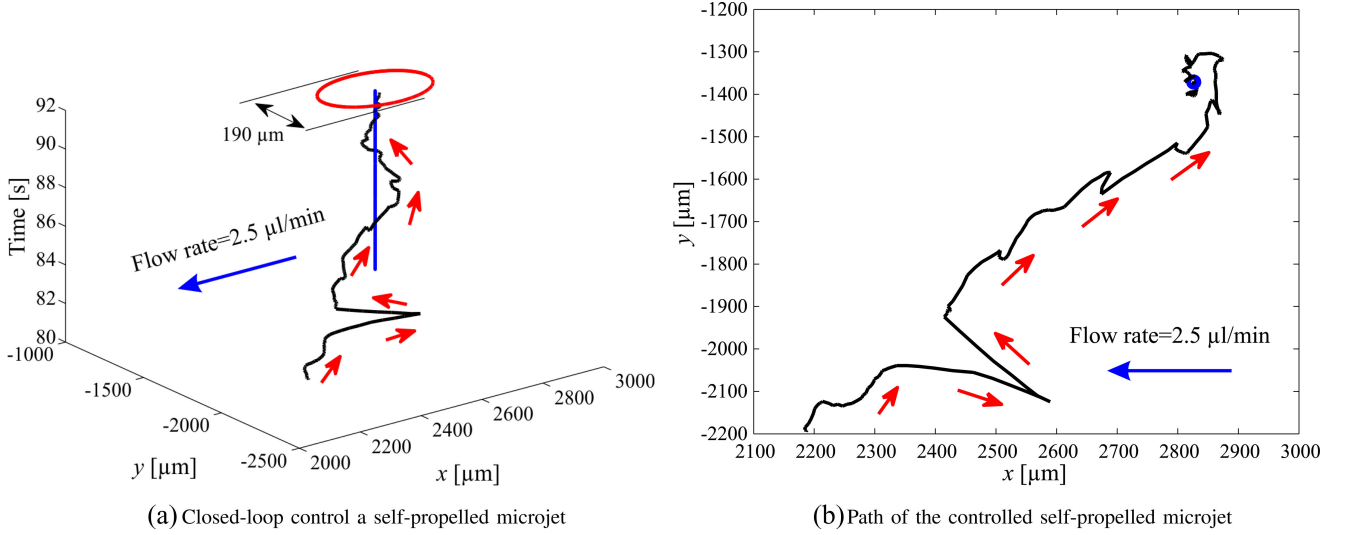 92
90
88
86
84
82
80
Time [s]
190 µm
Flow rate=2.5 µl/min
-1000
-1500
-2000
-2500
y [µm]
2000
2200
2400
2600
2800
3000
x [µm]
(a) Closed-loop control a self-propelled microjet
-1200
-1300
-1400
-1500
-1600
-1700
-1800
-1900
-2000
-2100
-2200
y [µm]
Flow rate=2.5 µl/min
2100 2200 2300 2400 2500 2600 2700 2800 2900 3000
x [µm]
(b) Path of the controlled self-propelled microjet